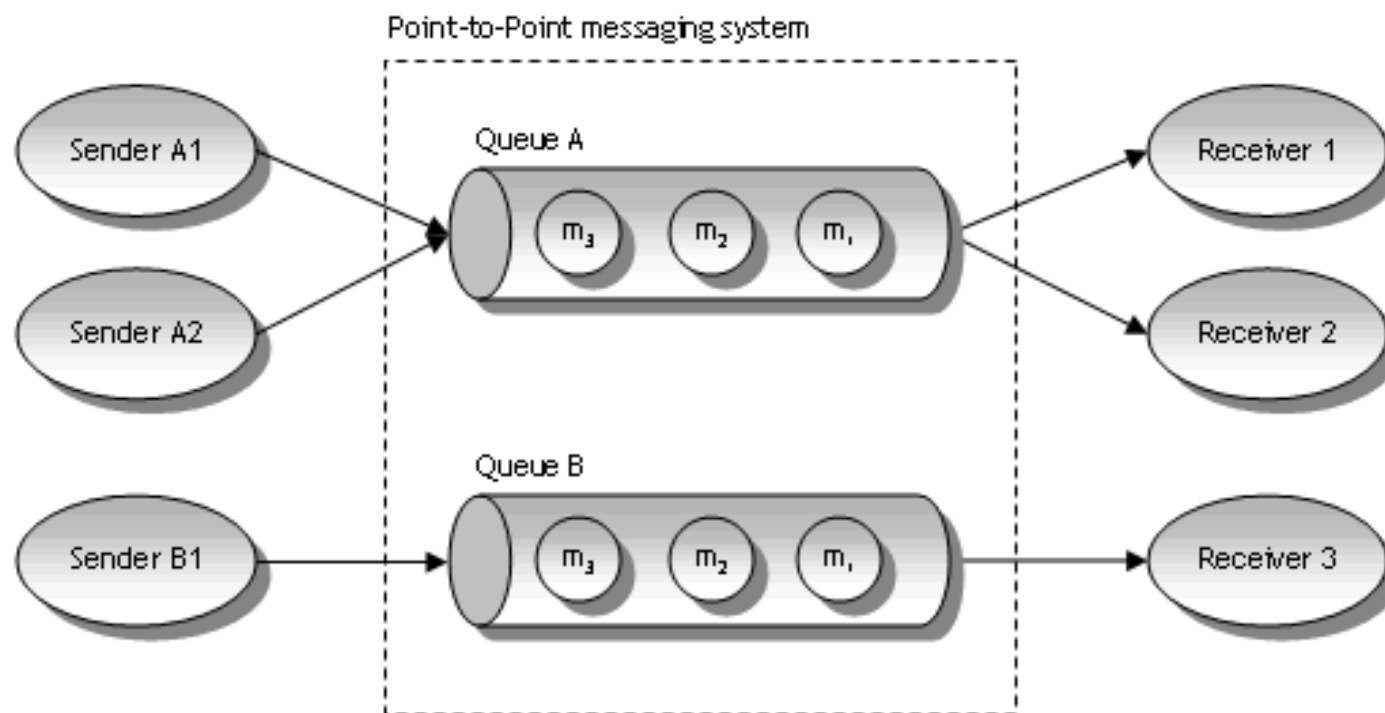 Point-to-Point messaging system
Sender A1
Queue A
Receiver 1
m₃
m₂
m₁
Sender A2
Receiver 2
Queue B
Sender B1
m₃
m₂
m₁
Receiver 3